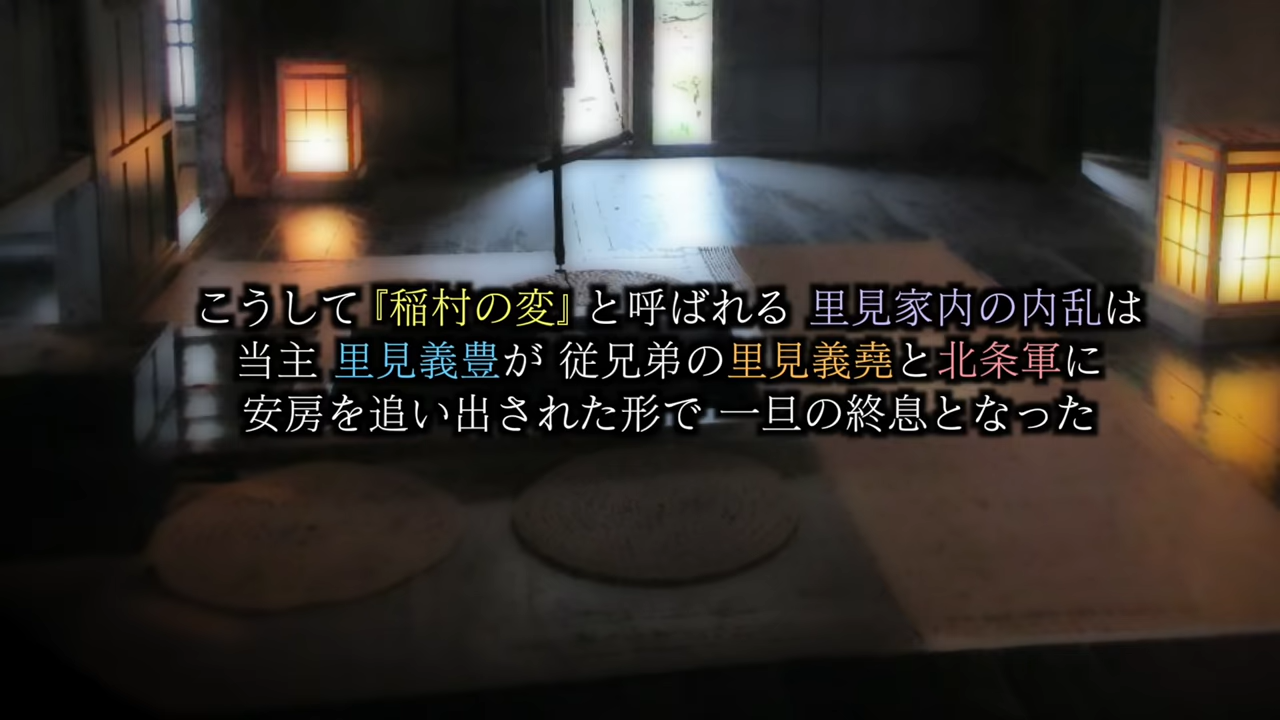 こうして『稲村の変』と呼ばれる 里見家内の内乱は
当主 里見義豊が 従兄弟の里見義堯と北条軍に
安房を追い出された形で 一旦の終息となった